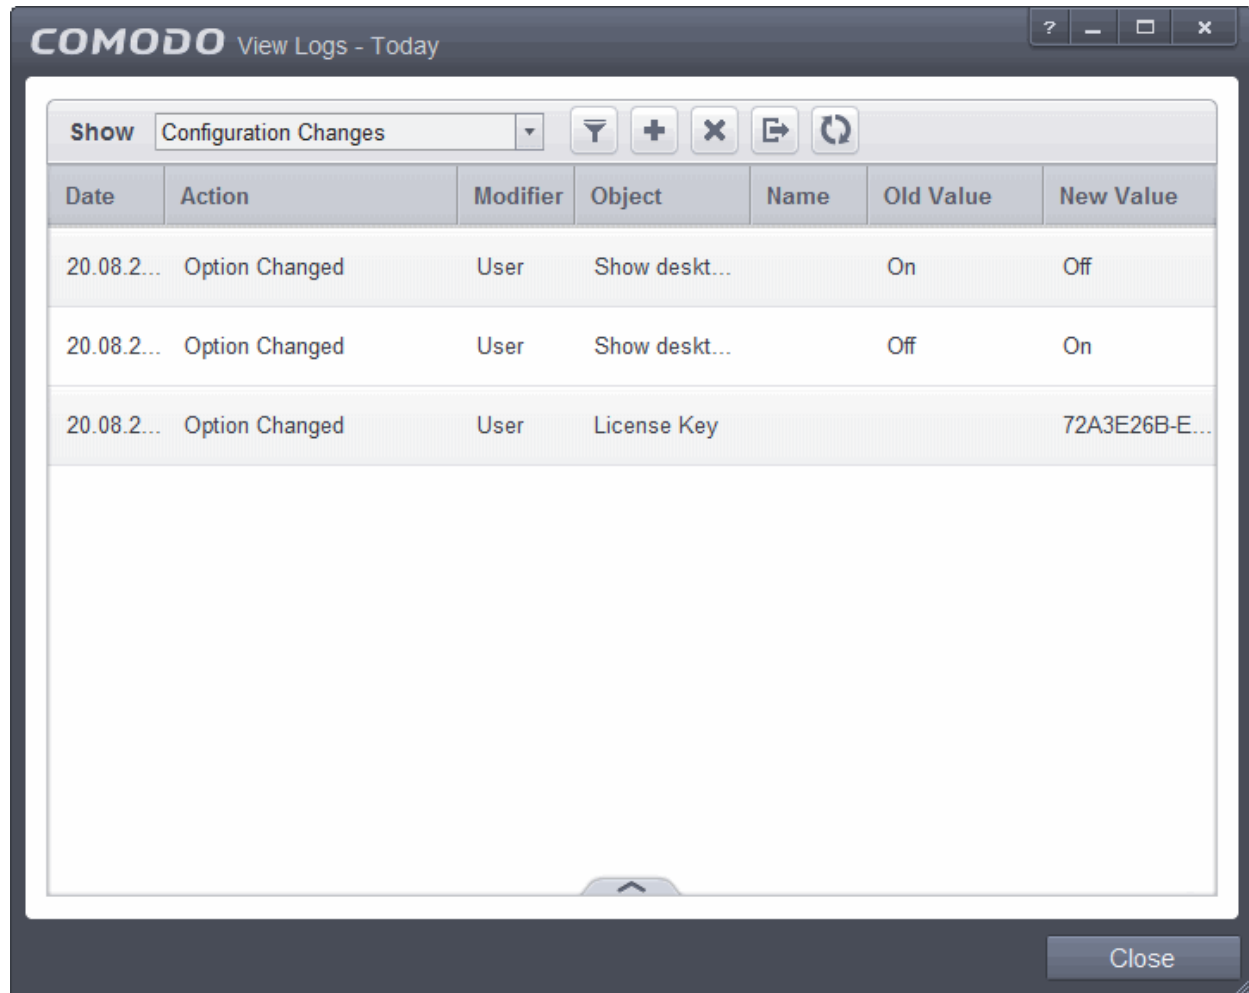 COMODO View Logs - Today
?
Show Configuration Changes
Date Action Modifier Object Name Old Value New Value
20.08.2... Option Changed User Show deskt... On Off
20.08.2... Option Changed User Show deskt... Off On
20.08.2... Option Changed User License Key 72A3E26B-E...
Close